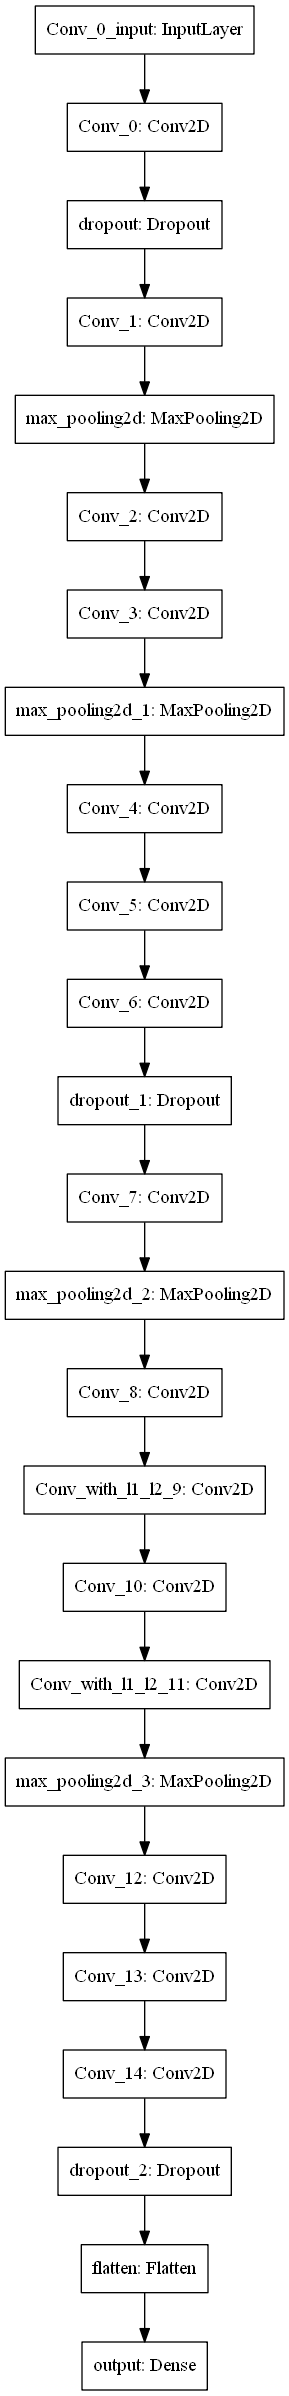 Conv_0_input: InputLayer
Conv_0: Conv2D
dropout: Dropout
Conv_1: Conv2D
max_pooling2d: MaxPooling2D
Conv_2: Conv2D
Conv_3: Conv2D
max_pooling2d_1: MaxPooling2D
Conv_4: Conv2D
Conv_5: Conv2D
Conv_6: Conv2D
dropout_1: Dropout
Conv_7: Conv2D
max_pooling2d_2: MaxPooling2D
Conv_8: Conv2D
Conv_with_l1_l2_9: Conv2D
Conv_10: Conv2D
Conv_with_l1_l2_11: Conv2D
max_pooling2d_3: MaxPooling2D
Conv_12: Conv2D
Conv_13: Conv2D
Conv_14: Conv2D
dropout_2: Dropout
flatten: Flatten
output: Dense